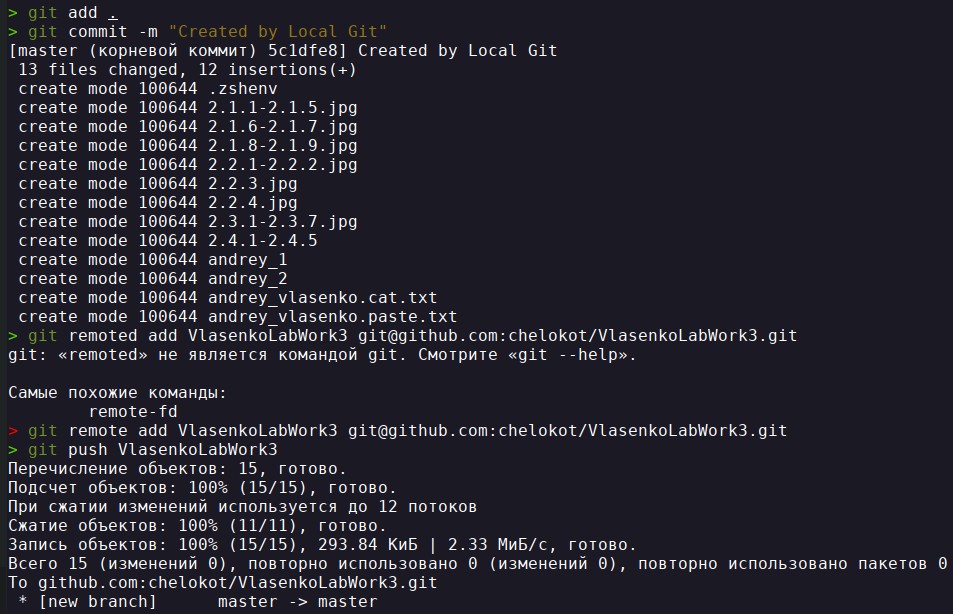 > git add .
> git commit -m "Created by Local Git"
[master (корневой коммит) 5c1dfe8] Created by Local Git
 13 files changed, 12 insertions(+)
 create mode 100644 .zshenv
 create mode 100644 2.1.1-2.1.5.jpg
 create mode 100644 2.1.6-2.1.7.jpg
 create mode 100644 2.1.8-2.1.9.jpg
 create mode 100644 2.2.1-2.2.2.jpg
 create mode 100644 2.2.3.jpg
 create mode 100644 2.2.4.jpg
 create mode 100644 2.3.1-2.3.7.jpg
 create mode 100644 2.4.1-2.4.5
 create mode 100644 andrey_1
 create mode 100644 andrey_2
 create mode 100644 andrey_vlasenko.cat.txt
 create mode 100644 andrey_vlasenko.paste.txt
> git remoted add VlasenkoLabWork3 git@github.com:chelokot/VlasenkoLabWork3.git
git: «remoted» не является командой git. Смотрите «git --help».

Самые похожие команды:
        remote-fd
> git remote add VlasenkoLabWork3 git@github.com:chelokot/VlasenkoLabWork3.git
> git push VlasenkoLabWork3
Перечисление объектов: 15, готово.
Подсчет объектов: 100% (15/15), готово.
При сжатии изменений используется до 12 потоков
Сжатие объектов: 100% (11/11), готово.
Запись объектов: 100% (15/15), 293.84 КиБ | 2.33 МиБ/с, готово.
Всего 15 (изменений 0), повторно использовано 0 (изменений 0), повторно использовано пакетов 0
To github.com:chelokot/VlasenkoLabWork3.git
 * [new branch]      master -> master